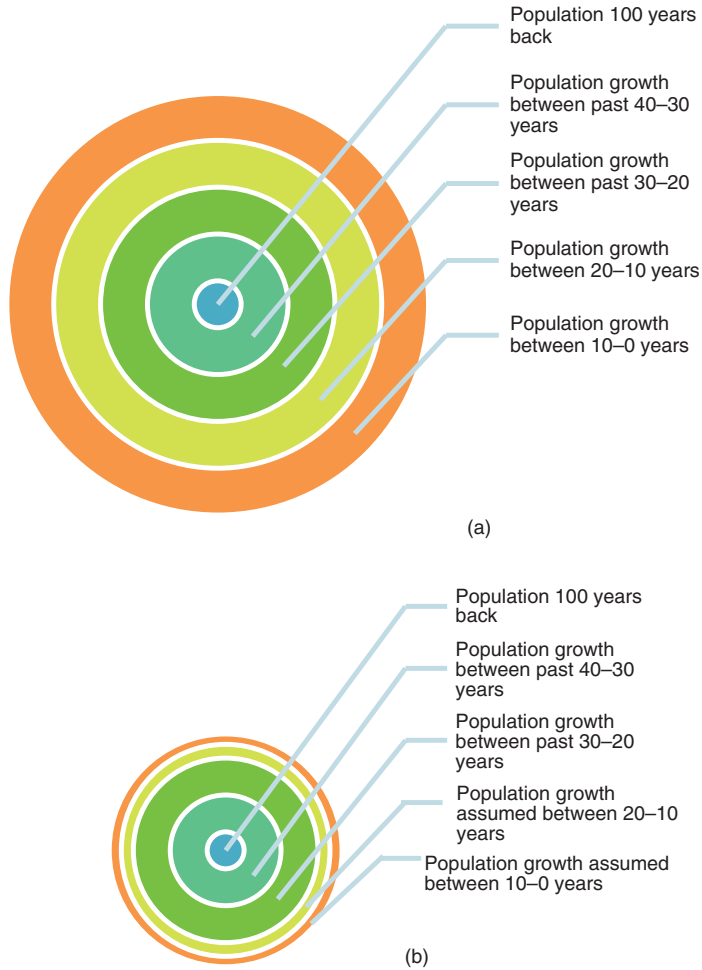 Population 100 years
back
Population growth
between past 40–30
years
Population growth
between past 30–20
years
Population growth
between 20–10 years
Population growth
between 10–0 years
(a)
Population 100 years
back
Population growth
between past 40–30
years
Population growth
between past 30–20
years
Population growth
assumed between 20–10
years
Population growth assumed
between 10–0 years
(b)